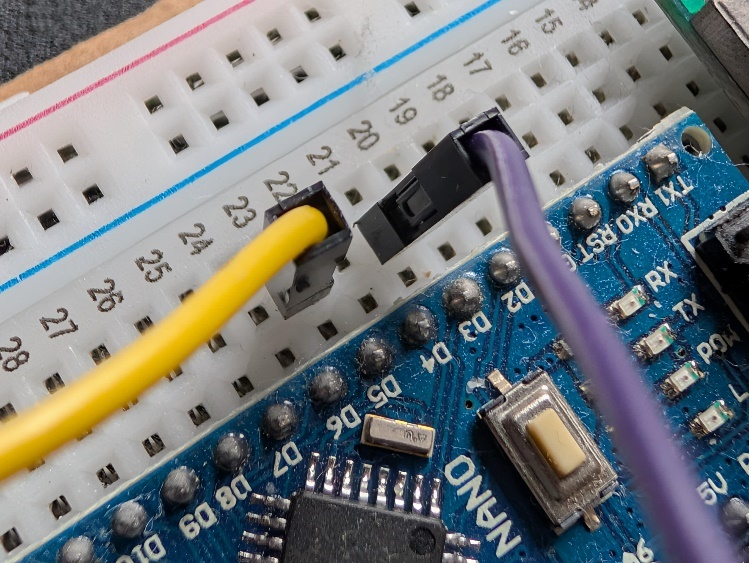 28 27 26 25 24 23 22 21 20 19 18 17 16 15
TX1 RX0 RST
D2 D3 D4 D5 D6 D7 D8 D9
RX
TX
L
5V
NANO